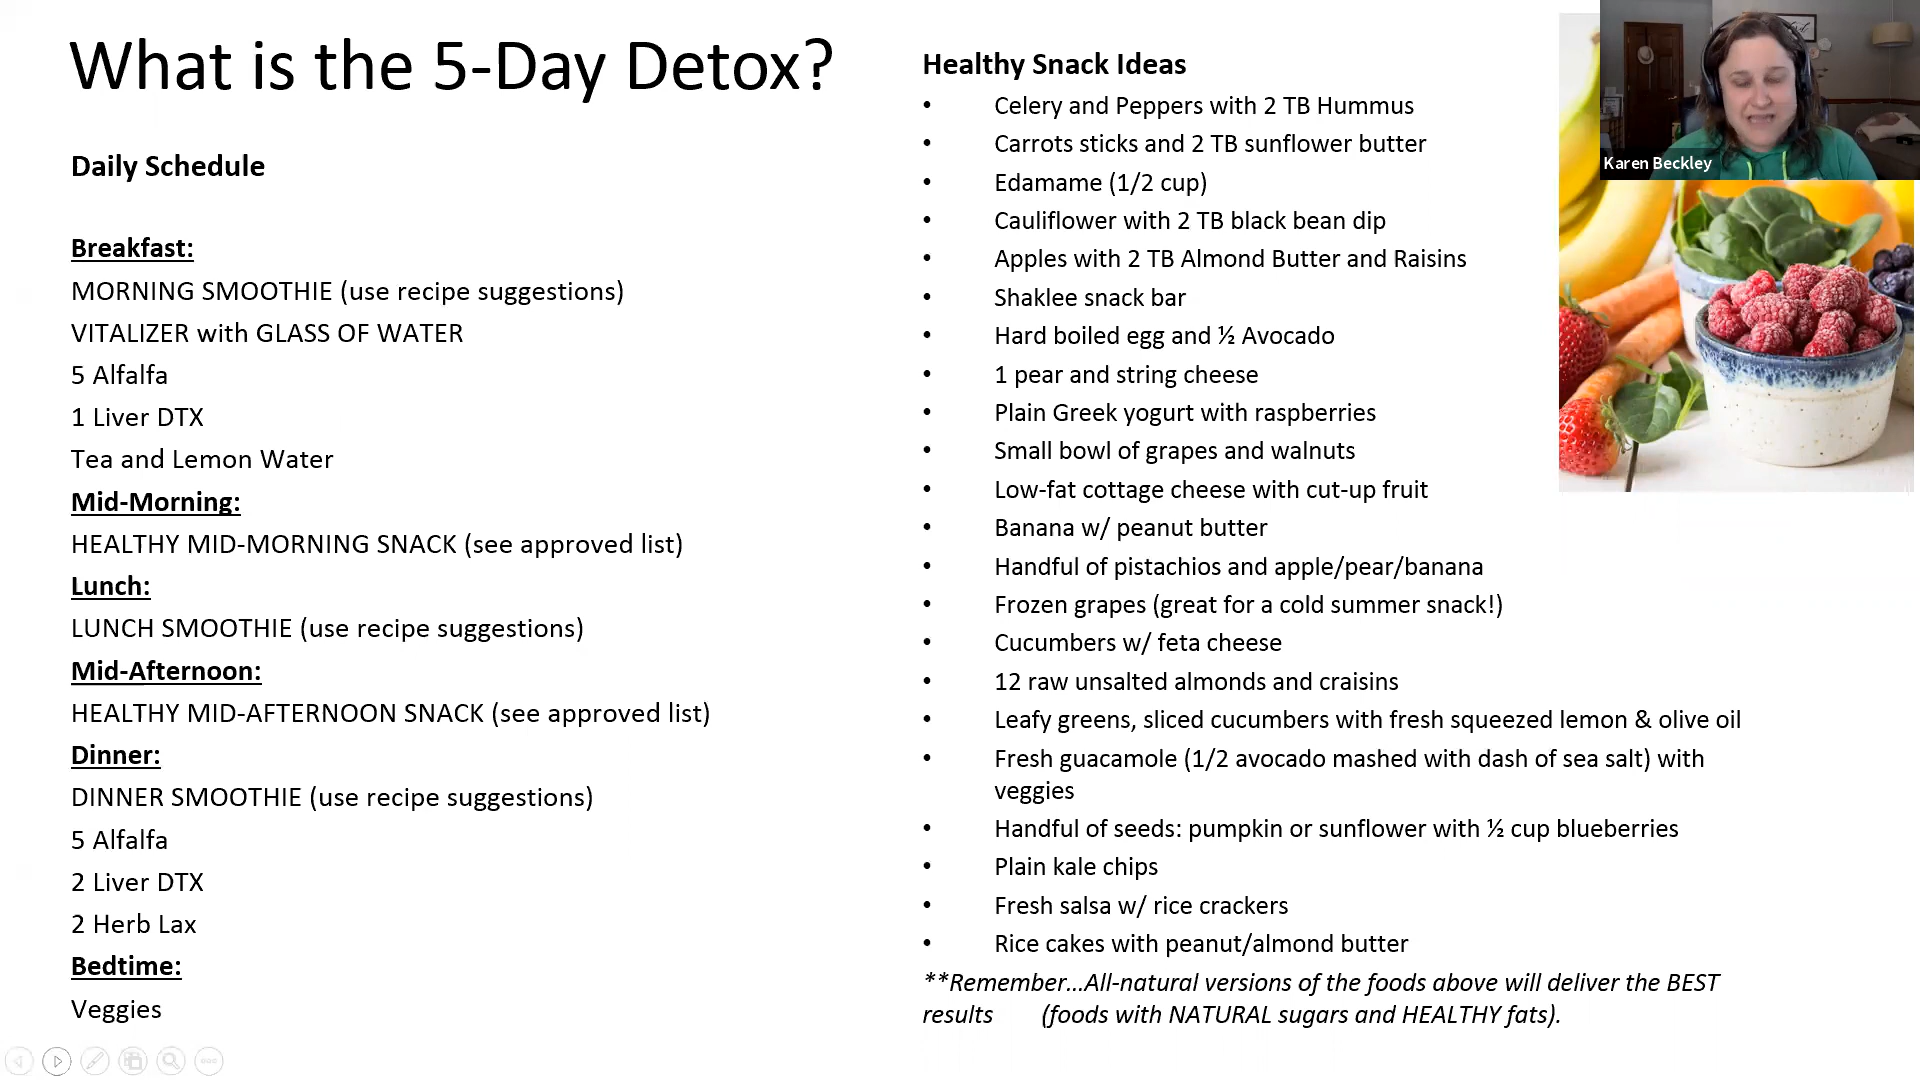 What is the 5-Day Detox?
Daily Schedule
Breakfast:
MORNING SMOOTHIE (use recipe suggestions)
VITALIZER with GLASS OF WATER
5 Alfalfa
1 Liver DTX
Tea and Lemon Water
Mid-Morning:
HEALTHY MID-MORNING SNACK (see approved list)
Lunch:
LUNCH SMOOTHIE (use recipe suggestions)
Mid-Afternoon:
HEALTHY MID-AFTERNOON SNACK (see approved list)
Dinner:
DINNER SMOOTHIE (use recipe suggestions)
5 Alfalfa
2 Liver DTX
2 Herb Lax
Bedtime:
Veggies
Healthy Snack Ideas
• Celery and Peppers with 2 TB Hummus
• Carrots sticks and 2 TB sunflower butter
• Edamame (1/2 cup)
• Cauliflower with 2 TB black bean dip
• Apples with 2 TB Almond Butter and Raisins
• Shaklee snack bar
• Hard boiled egg and ½ Avocado
• 1 pear and string cheese
• Plain Greek yogurt with raspberries
• Small bowl of grapes and walnuts
• Low-fat cottage cheese with cut-up fruit
• Banana w/ peanut butter
• Handful of pistachios and apple/pear/banana
• Frozen grapes (great for a cold summer snack!)
• Cucumbers w/ feta cheese
• 12 raw unsalted almonds and craisins
• Leafy greens, sliced cucumbers with fresh squeezed lemon & olive oil
• Fresh guacamole (1/2 avocado mashed with dash of sea salt) with
veggies
• Handful of seeds: pumpkin or sunflower with ½ cup blueberries
• Plain kale chips
• Fresh salsa w/ rice crackers
• Rice cakes with peanut/almond butter
**Remember...All-natural versions of the foods above will deliver the BEST
results (foods with NATURAL sugars and HEALTHY fats).
Karen Beckley